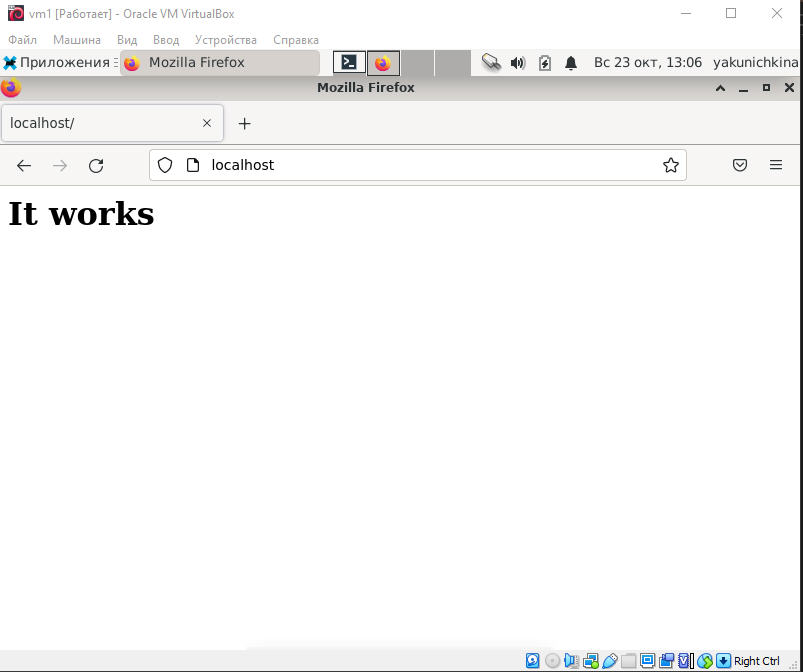 vm1 [Работает] - Oracle VM VirtualBox
Файл Машина Вид Ввод Устройства Справка
Приложения Mozilla Firefox Вс 23 окт, 13:06 yakunichkina
Mozilla Firefox
localhost/
localhost
It works
Right Ctrl